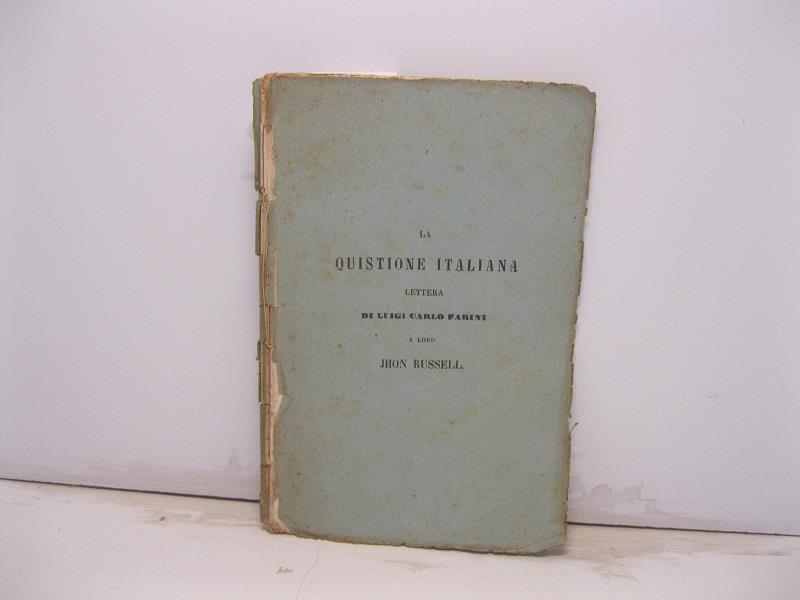 LA
QUISTIONE ITALIANA
LETTERA
DI LUIGI CARLO FARINI
A LORD
JHON RUSSELL.